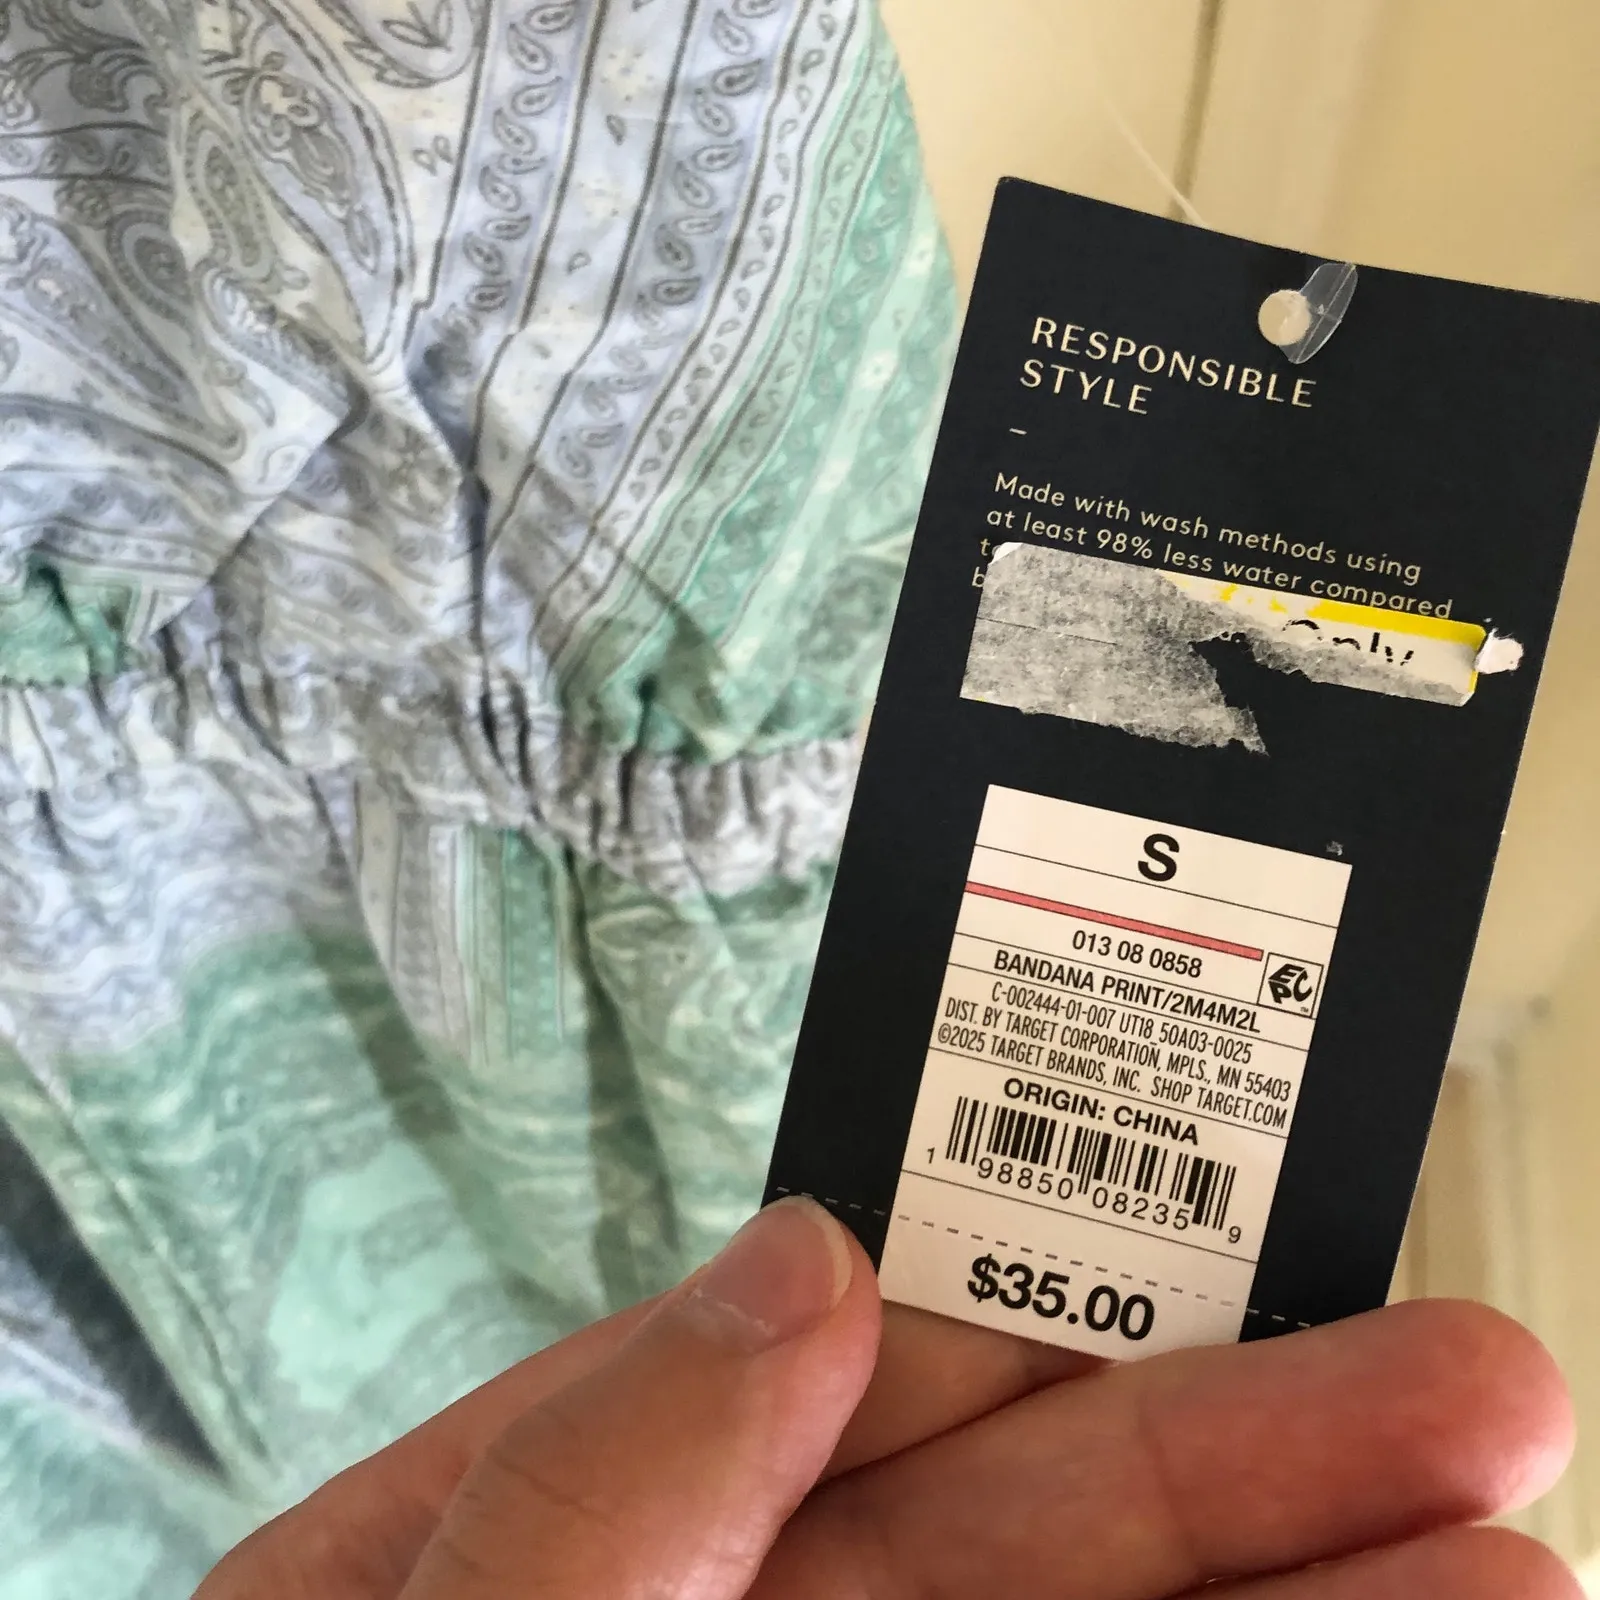 RESPONSIBLE
STYLE
–
Made with wash methods using
at least 98% less water compared
Only
S
013 08 0858
EPC
BANDANA PRINT/2M4M2L
C-002444-01-007 UT18 50A03-0025
DIST. BY TARGET CORPORATION, MPLS., MN 55403
©2025 TARGET BRANDS, INC. SHOP TARGET.COM
ORIGIN: CHINA
1 98850 08235 9
$35.00